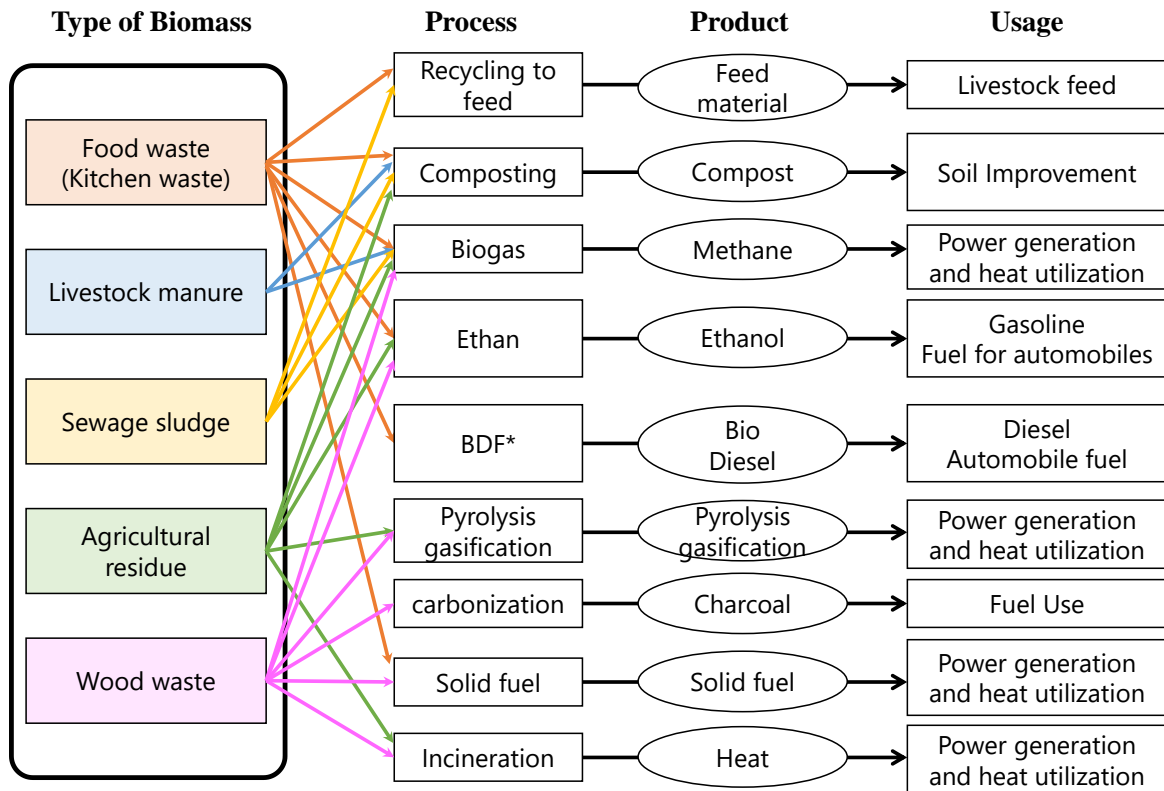 Type of Biomass
Process
Product
Usage
Food waste
(Kitchen waste)
Livestock manure
Sewage sludge
Agricultural
residue
Wood waste
Recycling to
feed
Feed
material
Livestock feed
Composting
Compost
Soil Improvement
Biogas
Methane
Power generation
and heat utilization
Ethan
Ethanol
Gasoline
Fuel for automobiles
BDF*
Bio
Diesel
Diesel
Automobile fuel
Pyrolysis
gasification
Pyrolysis
gasification
Power generation
and heat utilization
carbonization
Charcoal
Fuel Use
Solid fuel
Solid fuel
Power generation
and heat utilization
Incineration
Heat
Power generation
and heat utilization